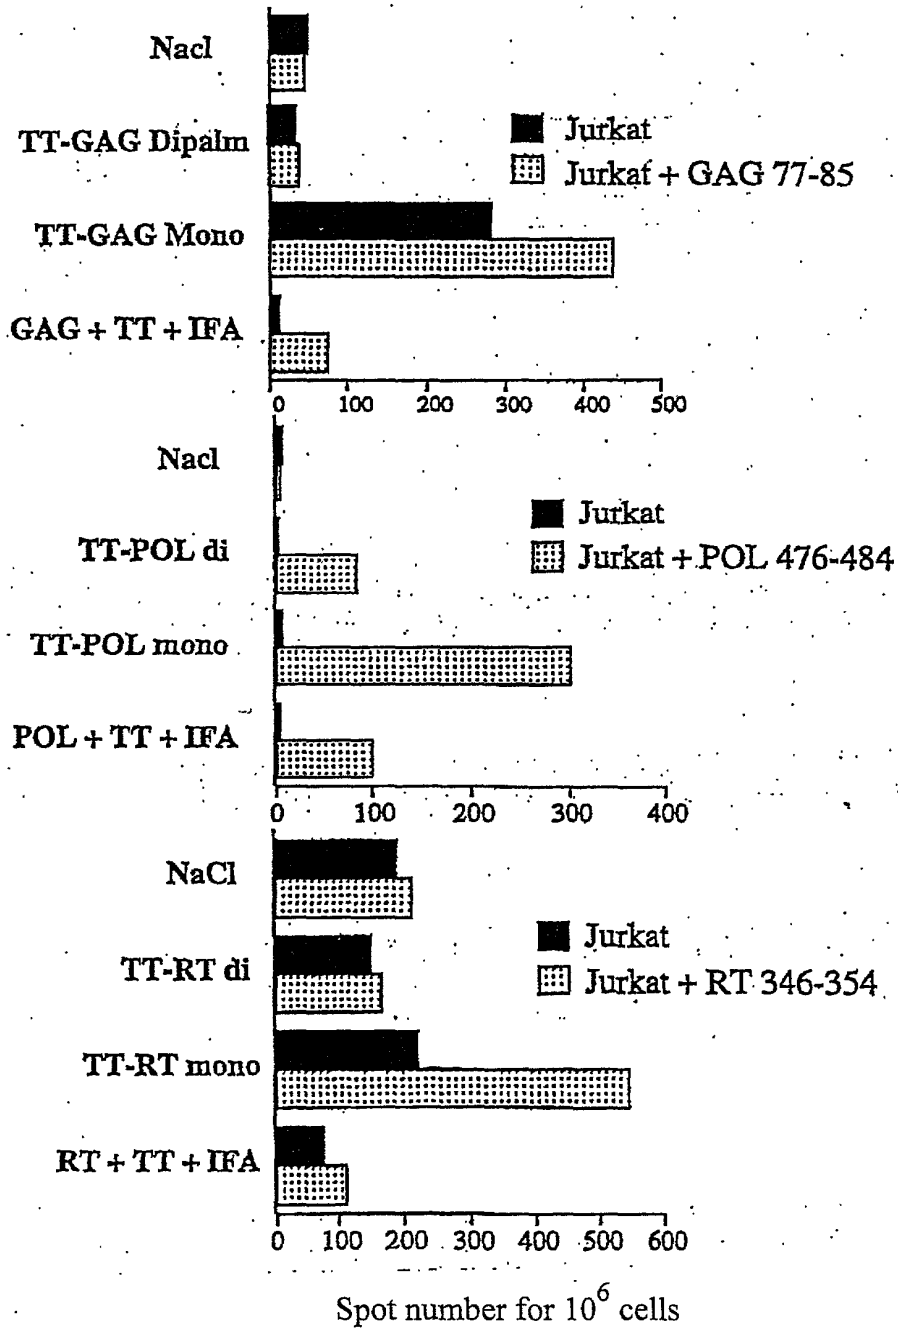 Nacl
TT-GAG Dipalm
TT-GAG Mono
GAG + TT + IFA
Jurkat
Jurkat + GAG 77-85
0 100 200 300 400 500
Nacl
TT-POL di
TT-POL mono
POL + TT + IFA
Jurkat
Jurkat + POL 476-484
0 100 200 300 400
NaCl
TT-RT di
TT-RT mono
RT + TT + IFA
Jurkat
Jurkat + RT 346-354
0 100 200 300 400 500 600
Spot number for 10⁶ cells